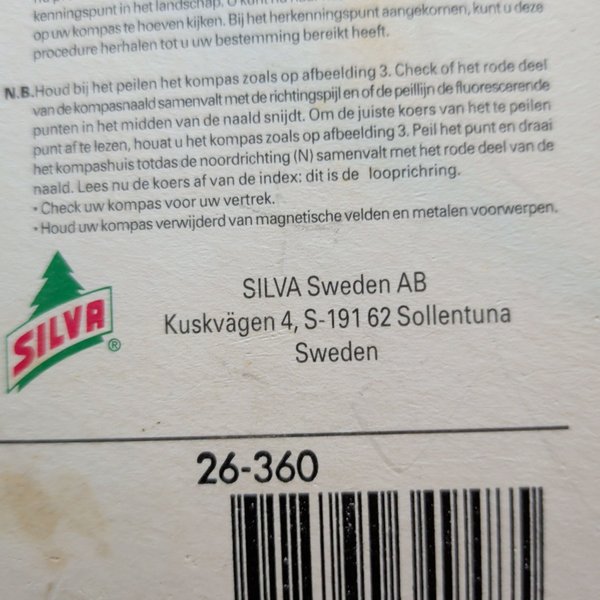 kenningspunt in het landschap. U kunt nu
op uw kompas te hoeven kijken. Bij het herkenningspunt aangekomen, kunt u deze
procedure herhalen tot u uw bestemming bereikt heeft.
N.B. Houd bij het peilen het kompas zoals op afbeelding 3. Check of het rode deel
van de kompasnaald samenvalt met de richtingspijl en of de peillijn de fluorescerende
punten in het midden van de naald snijdt. Om de juiste koers van het te peilen
punt af te lezen, houat u het kompas zoals op afbeelding 3. Peil het punt en draai
het kompashuis totdas de noordrichting (N) samenvalt met het rode deel van de
naald. Lees nu de koers af van de index: dit is de looprichring.
• Check uw kompas voor uw vertrek.
• Houd uw kompas verwijderd van magnetische velden en metalen voorwerpen.
SILVA ®
SILVA Sweden AB
Kuskvägen 4, S-191 62 Sollentuna
Sweden
26-360